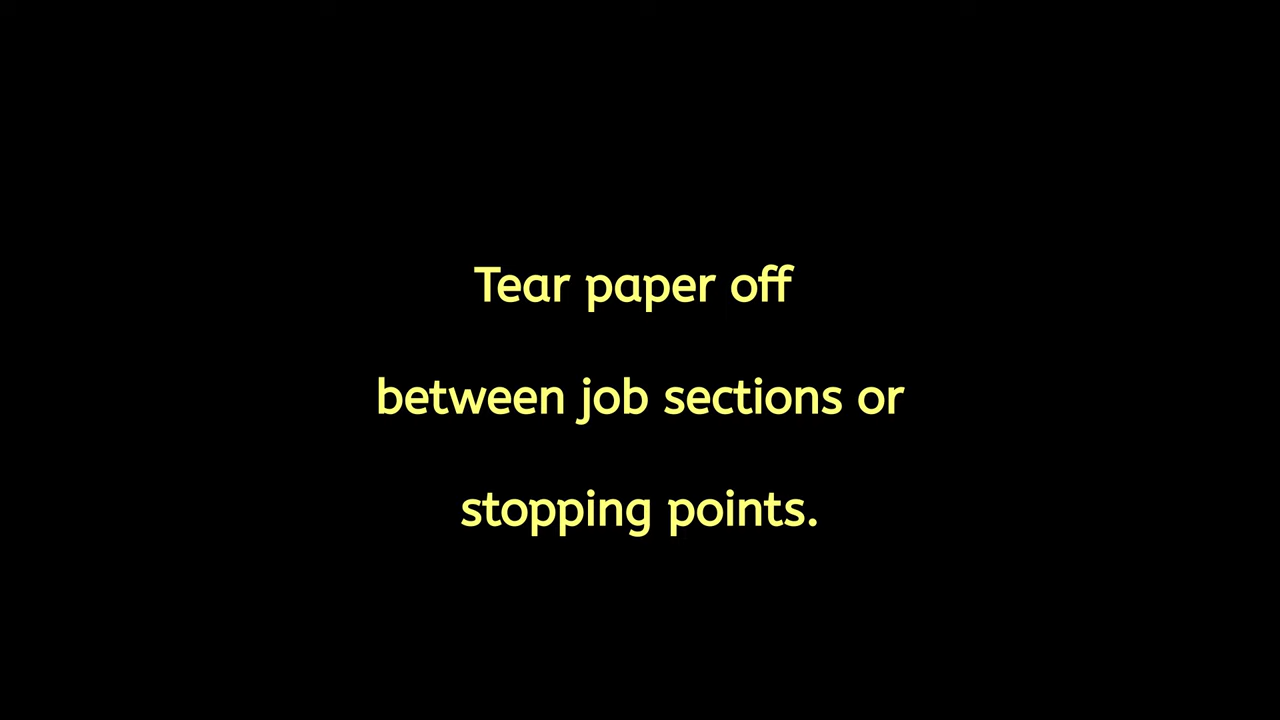 Tear paper off
between job sections or
stopping points.